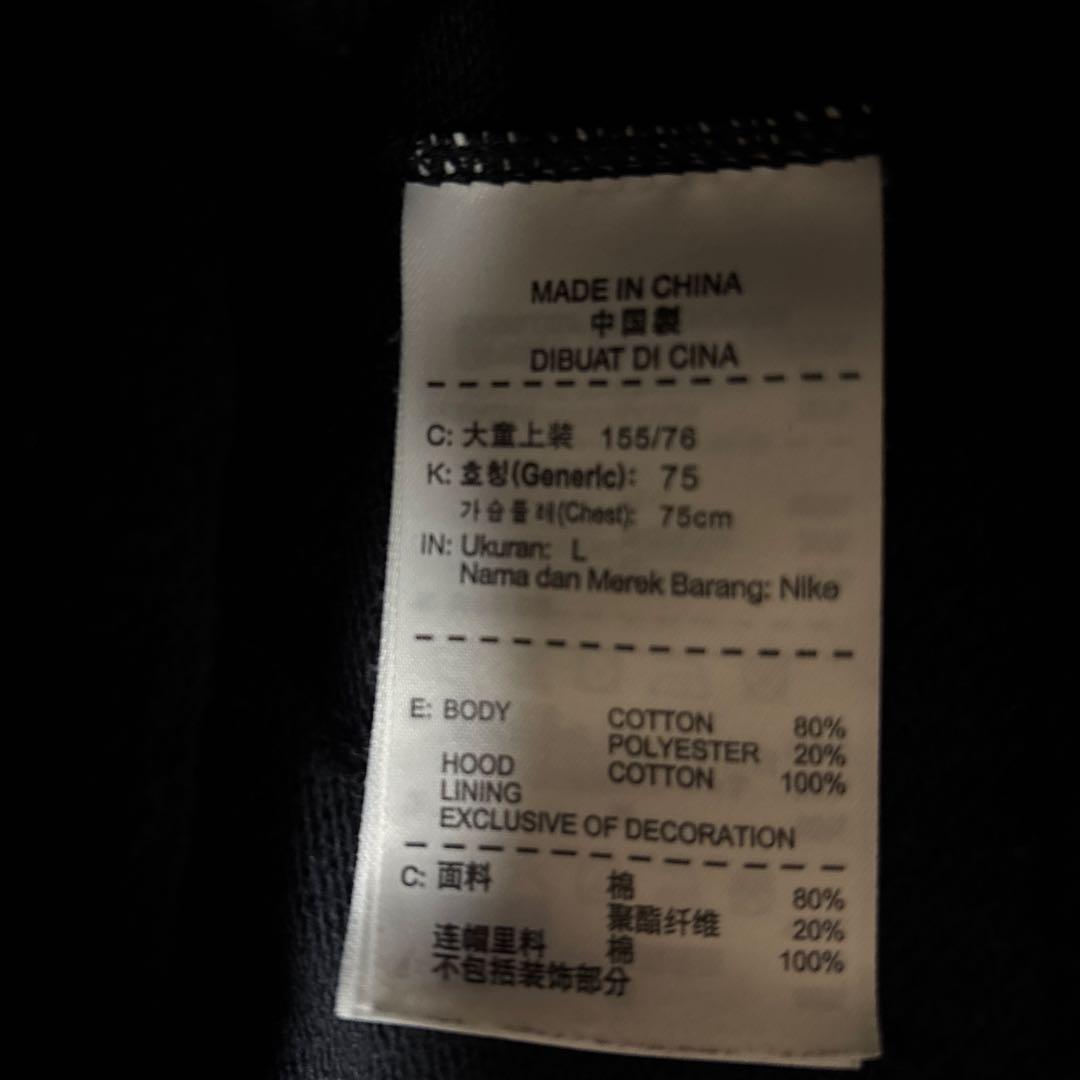 MADE IN CHINA
中国製
DIBUAT DI CINA
C: 大童上装 155/76
K: 호칭(Generic): 75
가슴둘레(Chest): 75cm
IN: Ukuran: L
Nama dan Merek Barang: Nike
E: BODY COTTON 80%
POLYESTER 20%
HOOD COTTON 100%
LINING
EXCLUSIVE OF DECORATION
C: 面料 棉 80%
聚酯纤维 20%
连帽里料 棉 100%
不包括装饰部分